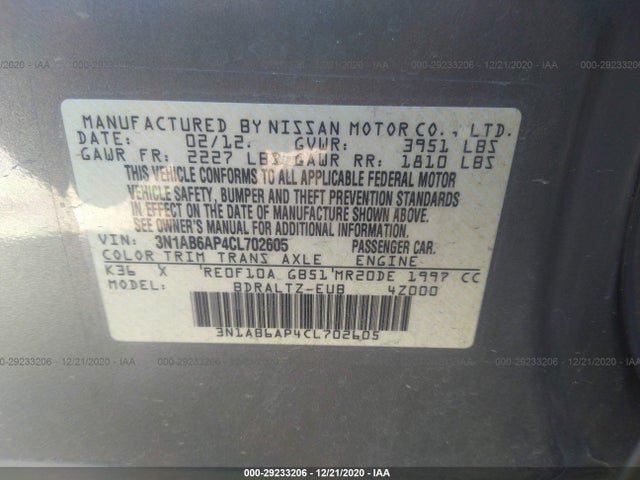 MANUFACTURED BY NISSAN MOTOR CO., LTD.
DATE: 02/12. GVWR: 3951 LBS
GAWR FR: 2227 LBS GAWR RR: 1810 LBS
THIS VEHICLE CONFORMS TO ALL APPLICABLE FEDERAL MOTOR
VEHICLE SAFETY, BUMPER AND THEFT PREVENTION STANDARDS
IN EFFECT ON THE DATE OF MANUFACTURE SHOWN ABOVE.
SEE OWNER'S MANUAL FOR ADDITIONAL INFORMATION.
VIN: 3N1AB6AP4CL702605 PASSENGER CAR.
COLOR TRIM TRANS AXLE ENGINE
K36 X RE0F10A GB51 MR20DE 1997 CC
MODEL: BDRALTZ-EUB 4Z000
3N1AB6AP4CL702605
000-29233206 12/21/2020 - IAA